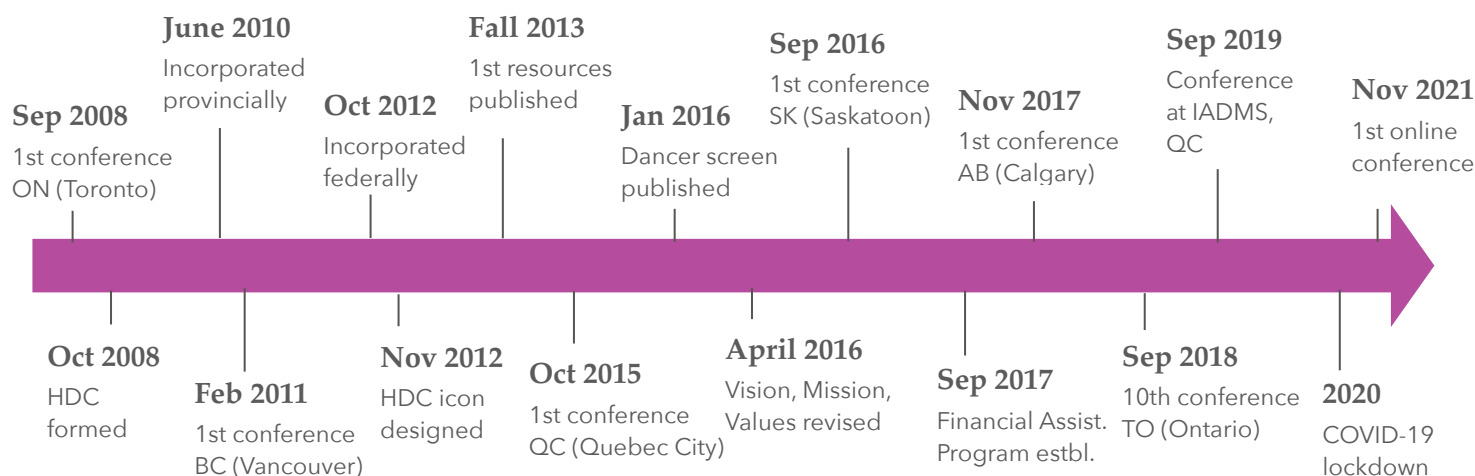 Sep 2008
1st conference
ON (Toronto)
June 2010
Incorporated
provincially
Oct 2012
Incorporated
federally
Fall 2013
1st resources
published
Jan 2016
Dancer screen
published
Sep 2016
1st conference
SK (Saskatoon)
Nov 2017
1st conference
AB (Calgary)
Sep 2019
Conference
at IADMS,
QC
Nov 2021
1st online
conference
Oct 2008
HDC
formed
Feb 2011
1st conference
BC (Vancouver)
Nov 2012
HDC icon
designed
Oct 2015
1st conference
QC (Quebec City)
April 2016
Vision, Mission,
Values revised
Sep 2017
Financial Assist.
Program estbl.
Sep 2018
10th conference
TO (Ontario)
2020
COVID-19
lockdown